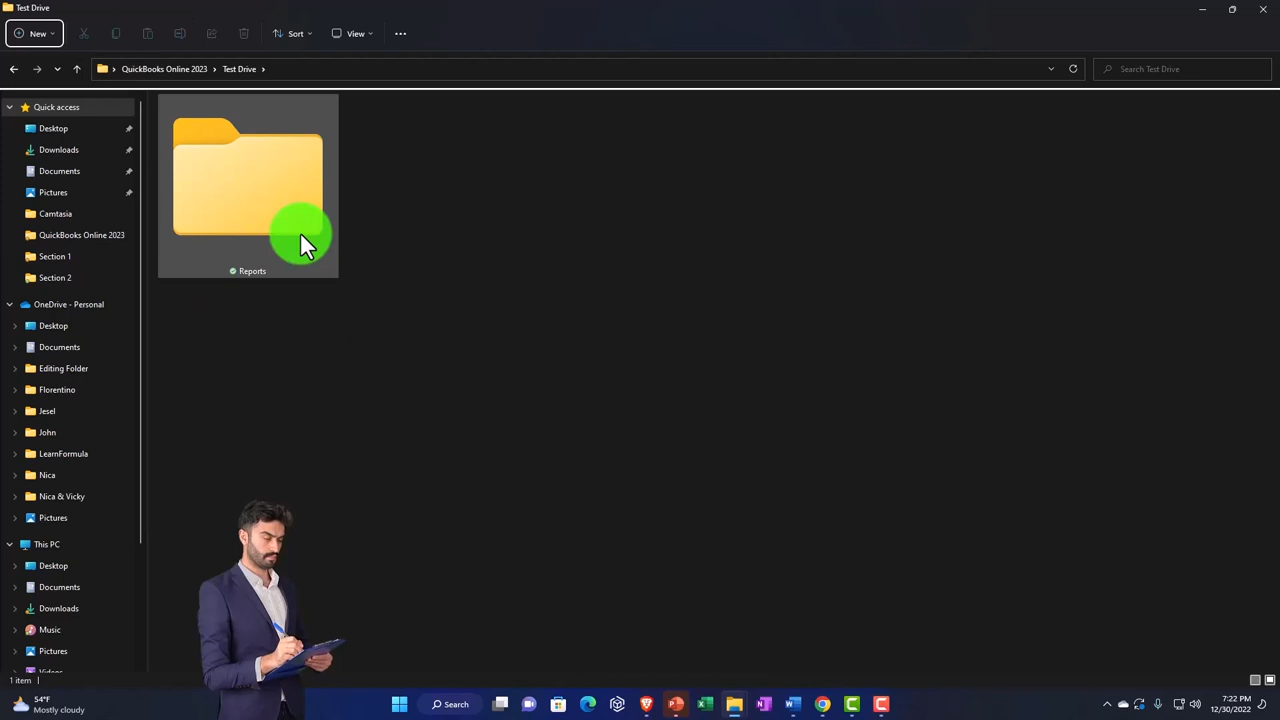 Test Drive
New
Sort
View
QuickBooks Online 2023 > Test Drive >
Search Test Drive
Quick access
Desktop
Downloads
Documents
Pictures
Camtasia
QuickBooks Online 2023
Section 1
Section 2
OneDrive - Personal
Desktop
Documents
Editing Folder
Florentino
Jesel
John
LearnFormula
Nica
Nica & Vicky
Pictures
This PC
Desktop
Documents
Downloads
Music
Pictures
Videos
Reports
1 item
54°F
Mostly cloudy
Search
7:22 PM
12/30/2022